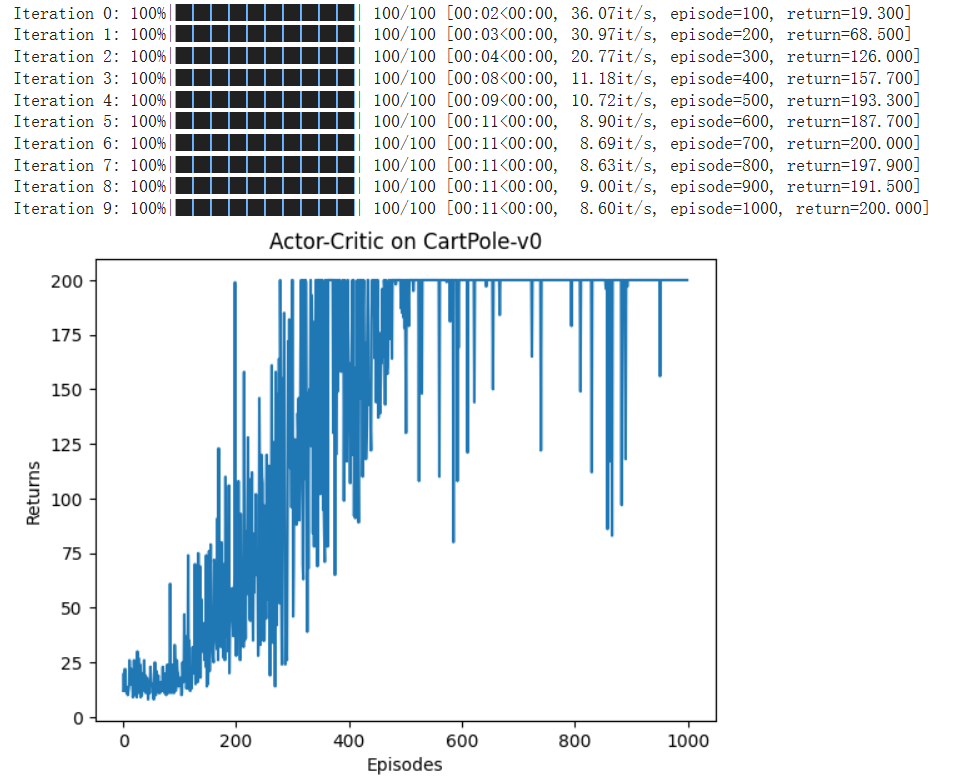 Iteration 0: 100%|██████████| 100/100 [00:02<00:00, 36.07it/s, episode=100, return=19.300]
Iteration 1: 100%|██████████| 100/100 [00:03<00:00, 30.97it/s, episode=200, return=68.500]
Iteration 2: 100%|██████████| 100/100 [00:04<00:00, 20.77it/s, episode=300, return=126.000]
Iteration 3: 100%|██████████| 100/100 [00:08<00:00, 11.18it/s, episode=400, return=157.700]
Iteration 4: 100%|██████████| 100/100 [00:09<00:00, 10.72it/s, episode=500, return=193.300]
Iteration 5: 100%|██████████| 100/100 [00:11<00:00, 8.90it/s, episode=600, return=187.700]
Iteration 6: 100%|██████████| 100/100 [00:11<00:00, 8.69it/s, episode=700, return=200.000]
Iteration 7: 100%|██████████| 100/100 [00:11<00:00, 8.63it/s, episode=800, return=197.900]
Iteration 8: 100%|██████████| 100/100 [00:11<00:00, 9.00it/s, episode=900, return=191.500]
Iteration 9: 100%|██████████| 100/100 [00:11<00:00, 8.60it/s, episode=1000, return=200.000]
Actor-Critic on CartPole-v0
200
175
150
125
100
75
50
25
0
Returns
0 200 400 600 800 1000
Episodes